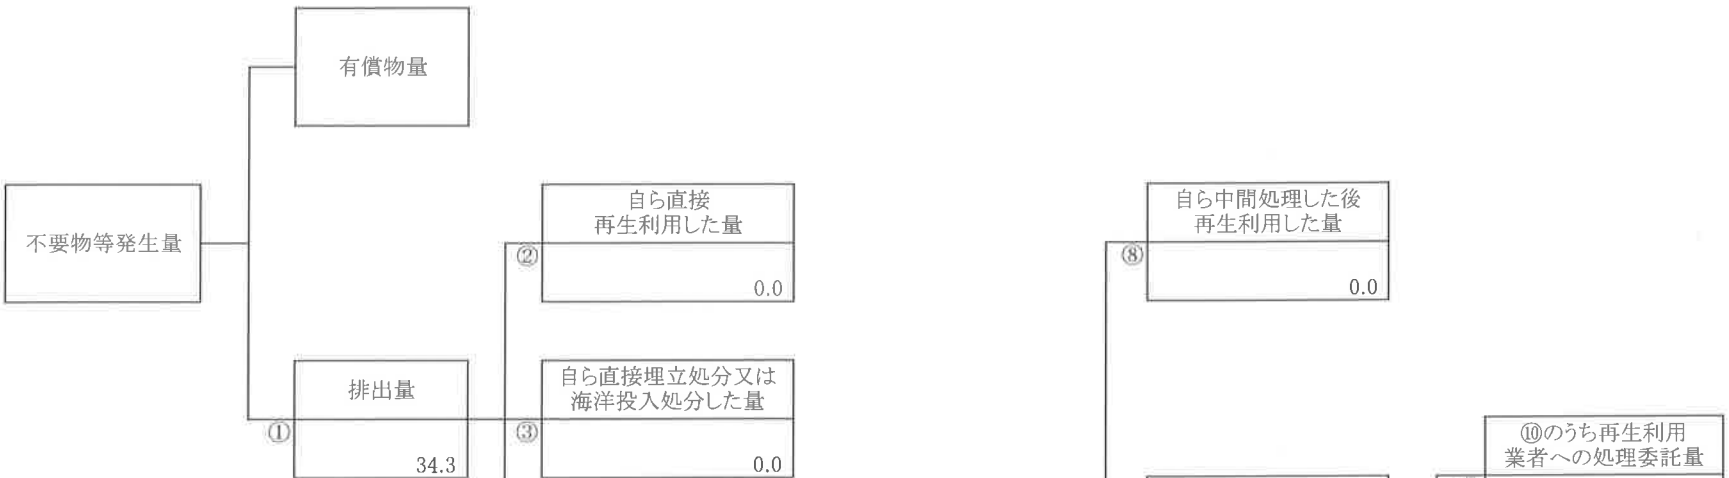 有償物量
不要物等発生量
自ら直接
再生利用した量
②
0.0
自ら中間処理した後
再生利用した量
⑧
0.0
排出量
①
34.3
自ら直接埋立処分又は
海洋投入処分した量
③
0.0
⑩のうち再生利用
業者への処理委託量